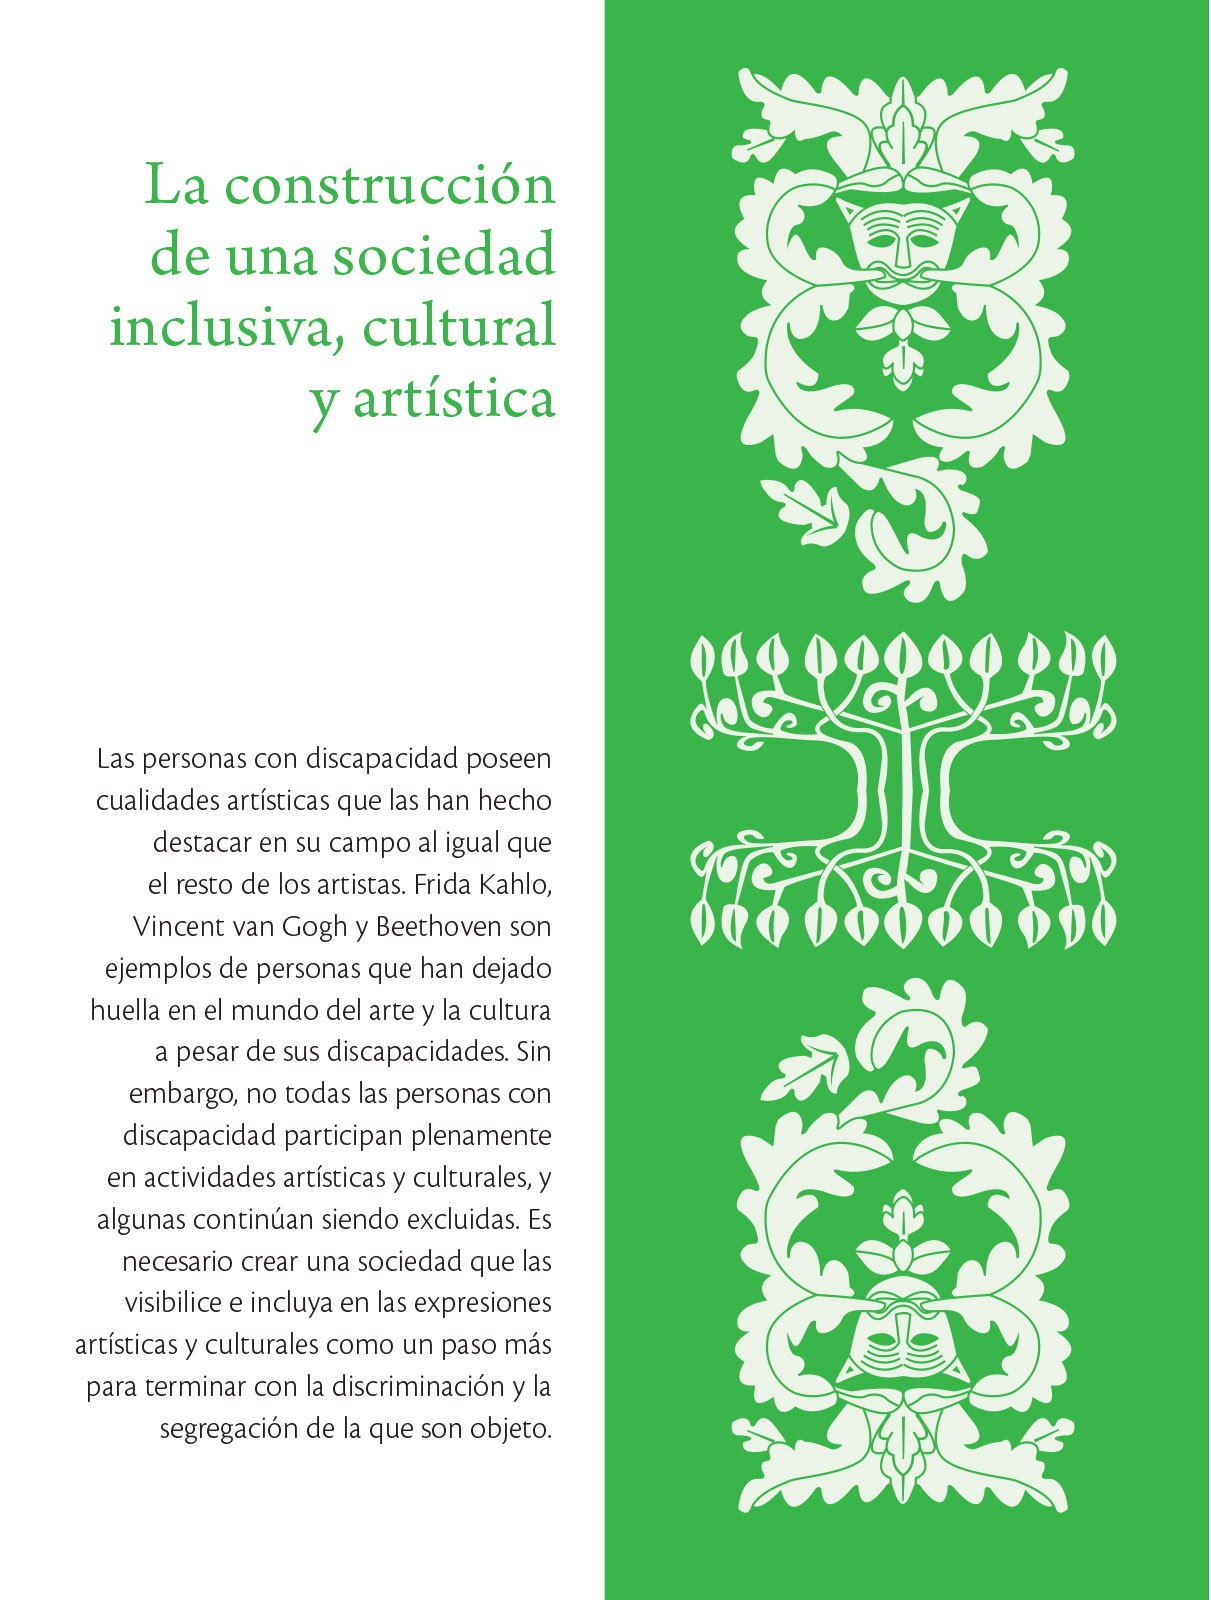 La construcción
de una sociedad
inclusiva, cultural
y artística
Las personas con discapacidad poseen
cualidades artísticas que las han hecho
destacar en su campo al igual que
el resto de los artistas. Frida Kahlo,
Vincent van Gogh y Beethoven son
ejemplos de personas que han dejado
huella en el mundo del arte y la cultura
a pesar de sus discapacidades. Sin
embargo, no todas las personas con
discapacidad participan plenamente
en actividades artísticas y culturales, y
algunas continúan siendo excluidas. Es
necesario crear una sociedad que las
visibilice e incluya en las expresiones
artísticas y culturales como un paso más
para terminar con la discriminación y la
segregación de la que son objeto.